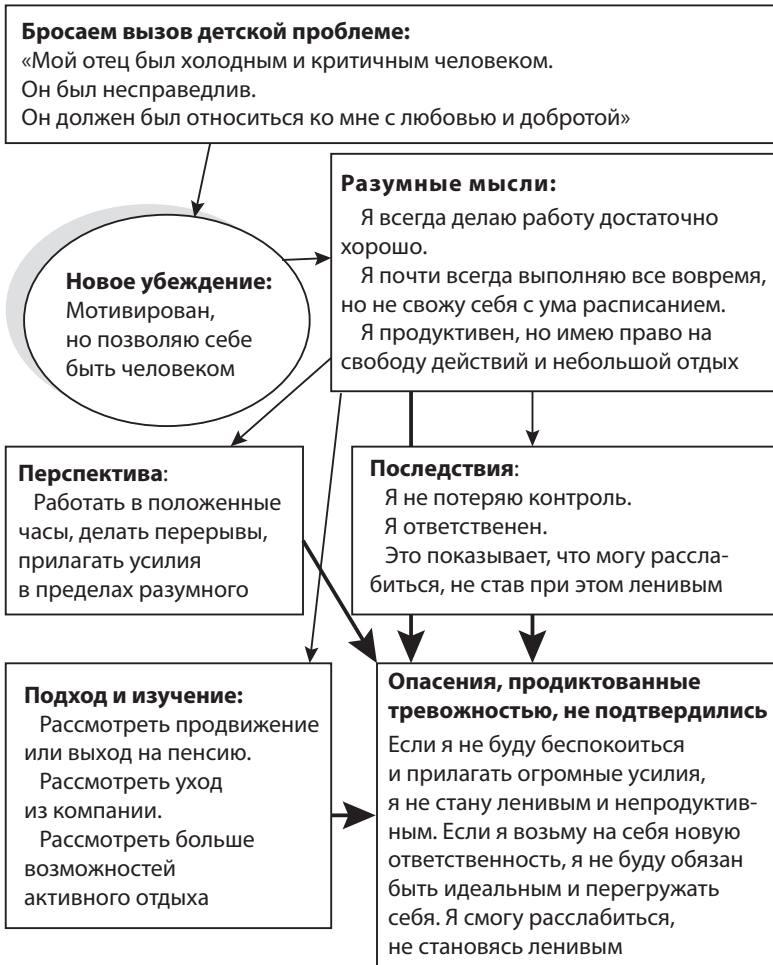 Бросаем вызов детской проблеме:
«Мой отец был холодным и критичным человеком.
Он был несправедлив.
Он должен был относиться ко мне с любовью и добротой»
Разумные мысли:
Я всегда делаю работу достаточно
хорошо.
Я почти всегда выполняю все вовремя,
но не свожу себя с ума расписанием.
Я продуктивен, но имею право на
свободу действий и небольшой отдых
Новое убеждение:
Мотивирован,
но позволяю себе
быть человеком
Перспектива:
Работать в положенные
часы, делать перерывы,
прилагать усилия
в пределах разумного
Последствия:
Я не потеряю контроль.
Я ответственен.
Это показывает, что могу рассла-
биться, не став при этом ленивым
Подход и изучение:
Рассмотреть продвижение
или выход на пенсию.
Рассмотреть уход
из компании.
Рассмотреть больше
возможностей
активного отдыха
Опасения, продиктованные
тревожностью, не подтвердились
Если я не буду беспокоиться
и прилагать огромные усилия,
я не стану ленивым и непродуктив-
ным. Если я возьму на себя новую
ответственность, я не буду обязан
быть идеальным и перегружать
себя. Я смогу расслабиться,
не становясь ленивым